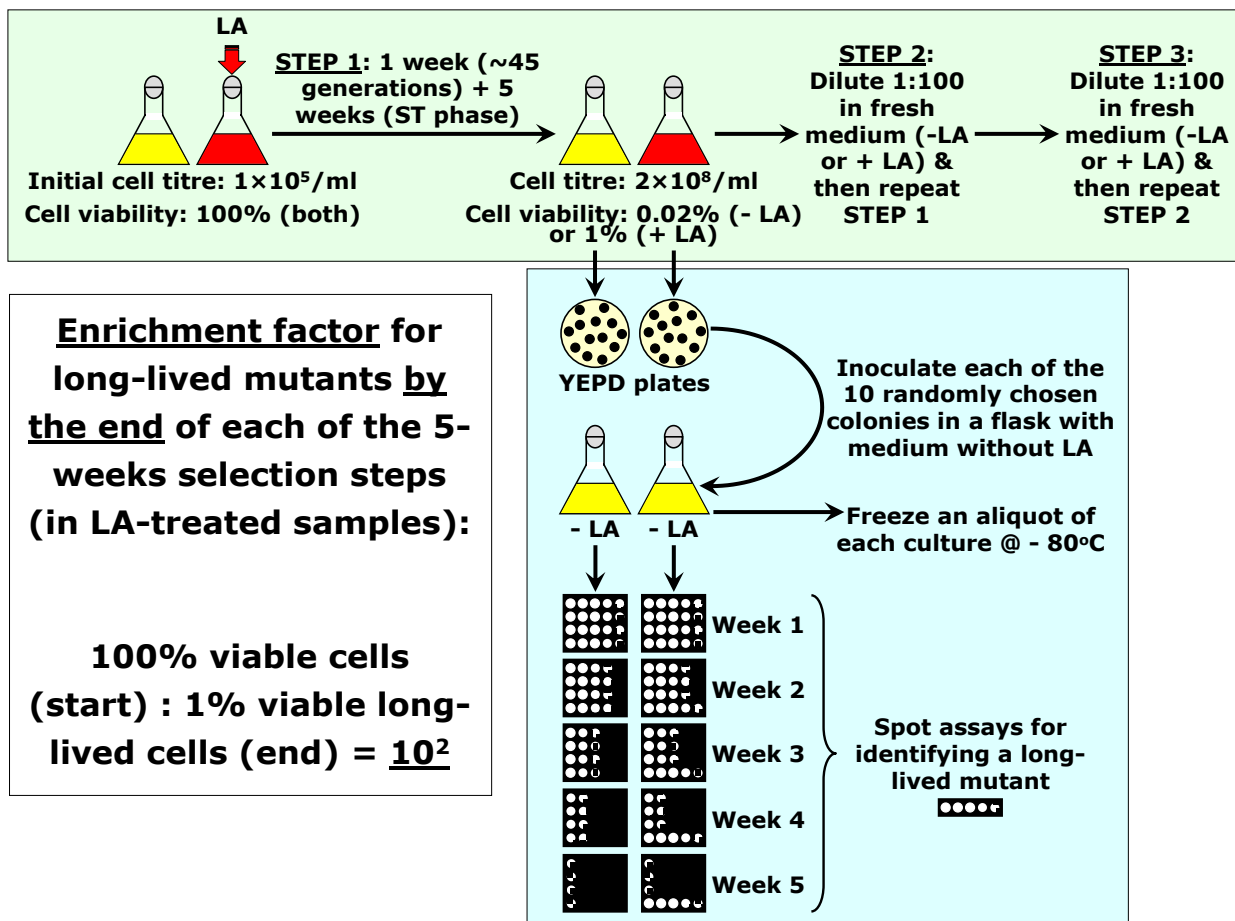 LA
STEP 1: 1 week (~45
generations) + 5
weeks (ST phase)
Initial cell titre: 1×10⁵/ml
Cell viability: 100% (both)
Cell titre: 2×10⁸/ml
Cell viability: 0.02% (- LA)
or 1% (+ LA)
STEP 2:
Dilute 1:100
in fresh
medium (-LA
or + LA) &
then repeat
STEP 1
STEP 3:
Dilute 1:100
in fresh
medium (-LA
or + LA) &
then repeat
STEP 2
Enrichment factor for
long-lived mutants by
the end of each of the 5-
weeks selection steps
(in LA-treated samples):
100% viable cells
(start) : 1% viable long-
lived cells (end) = 10²
YEPD plates
Inoculate each of the
10 randomly chosen
colonies in a flask with
medium without LA
- LA
- LA
Freeze an aliquot of
each culture @ - 80ºC
Week 1
Week 2
Week 3
Week 4
Week 5
Spot assays for
identifying a long-
lived mutant